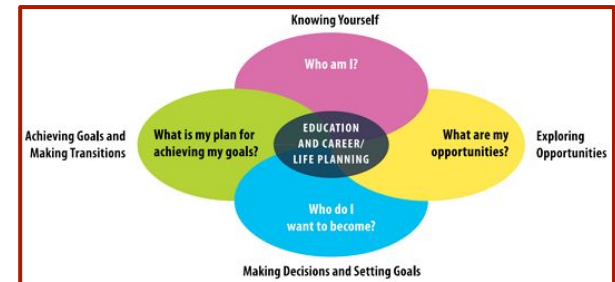 Knowing Yourself
Who am I?
Achieving Goals and
Making Transitions
What is my plan for
achieving my goals?
EDUCATION
AND CAREER/
LIFE PLANNING
What are my
opportunities?
Exploring
Opportunities
Who do I
want to become?
Making Decisions and Setting Goals